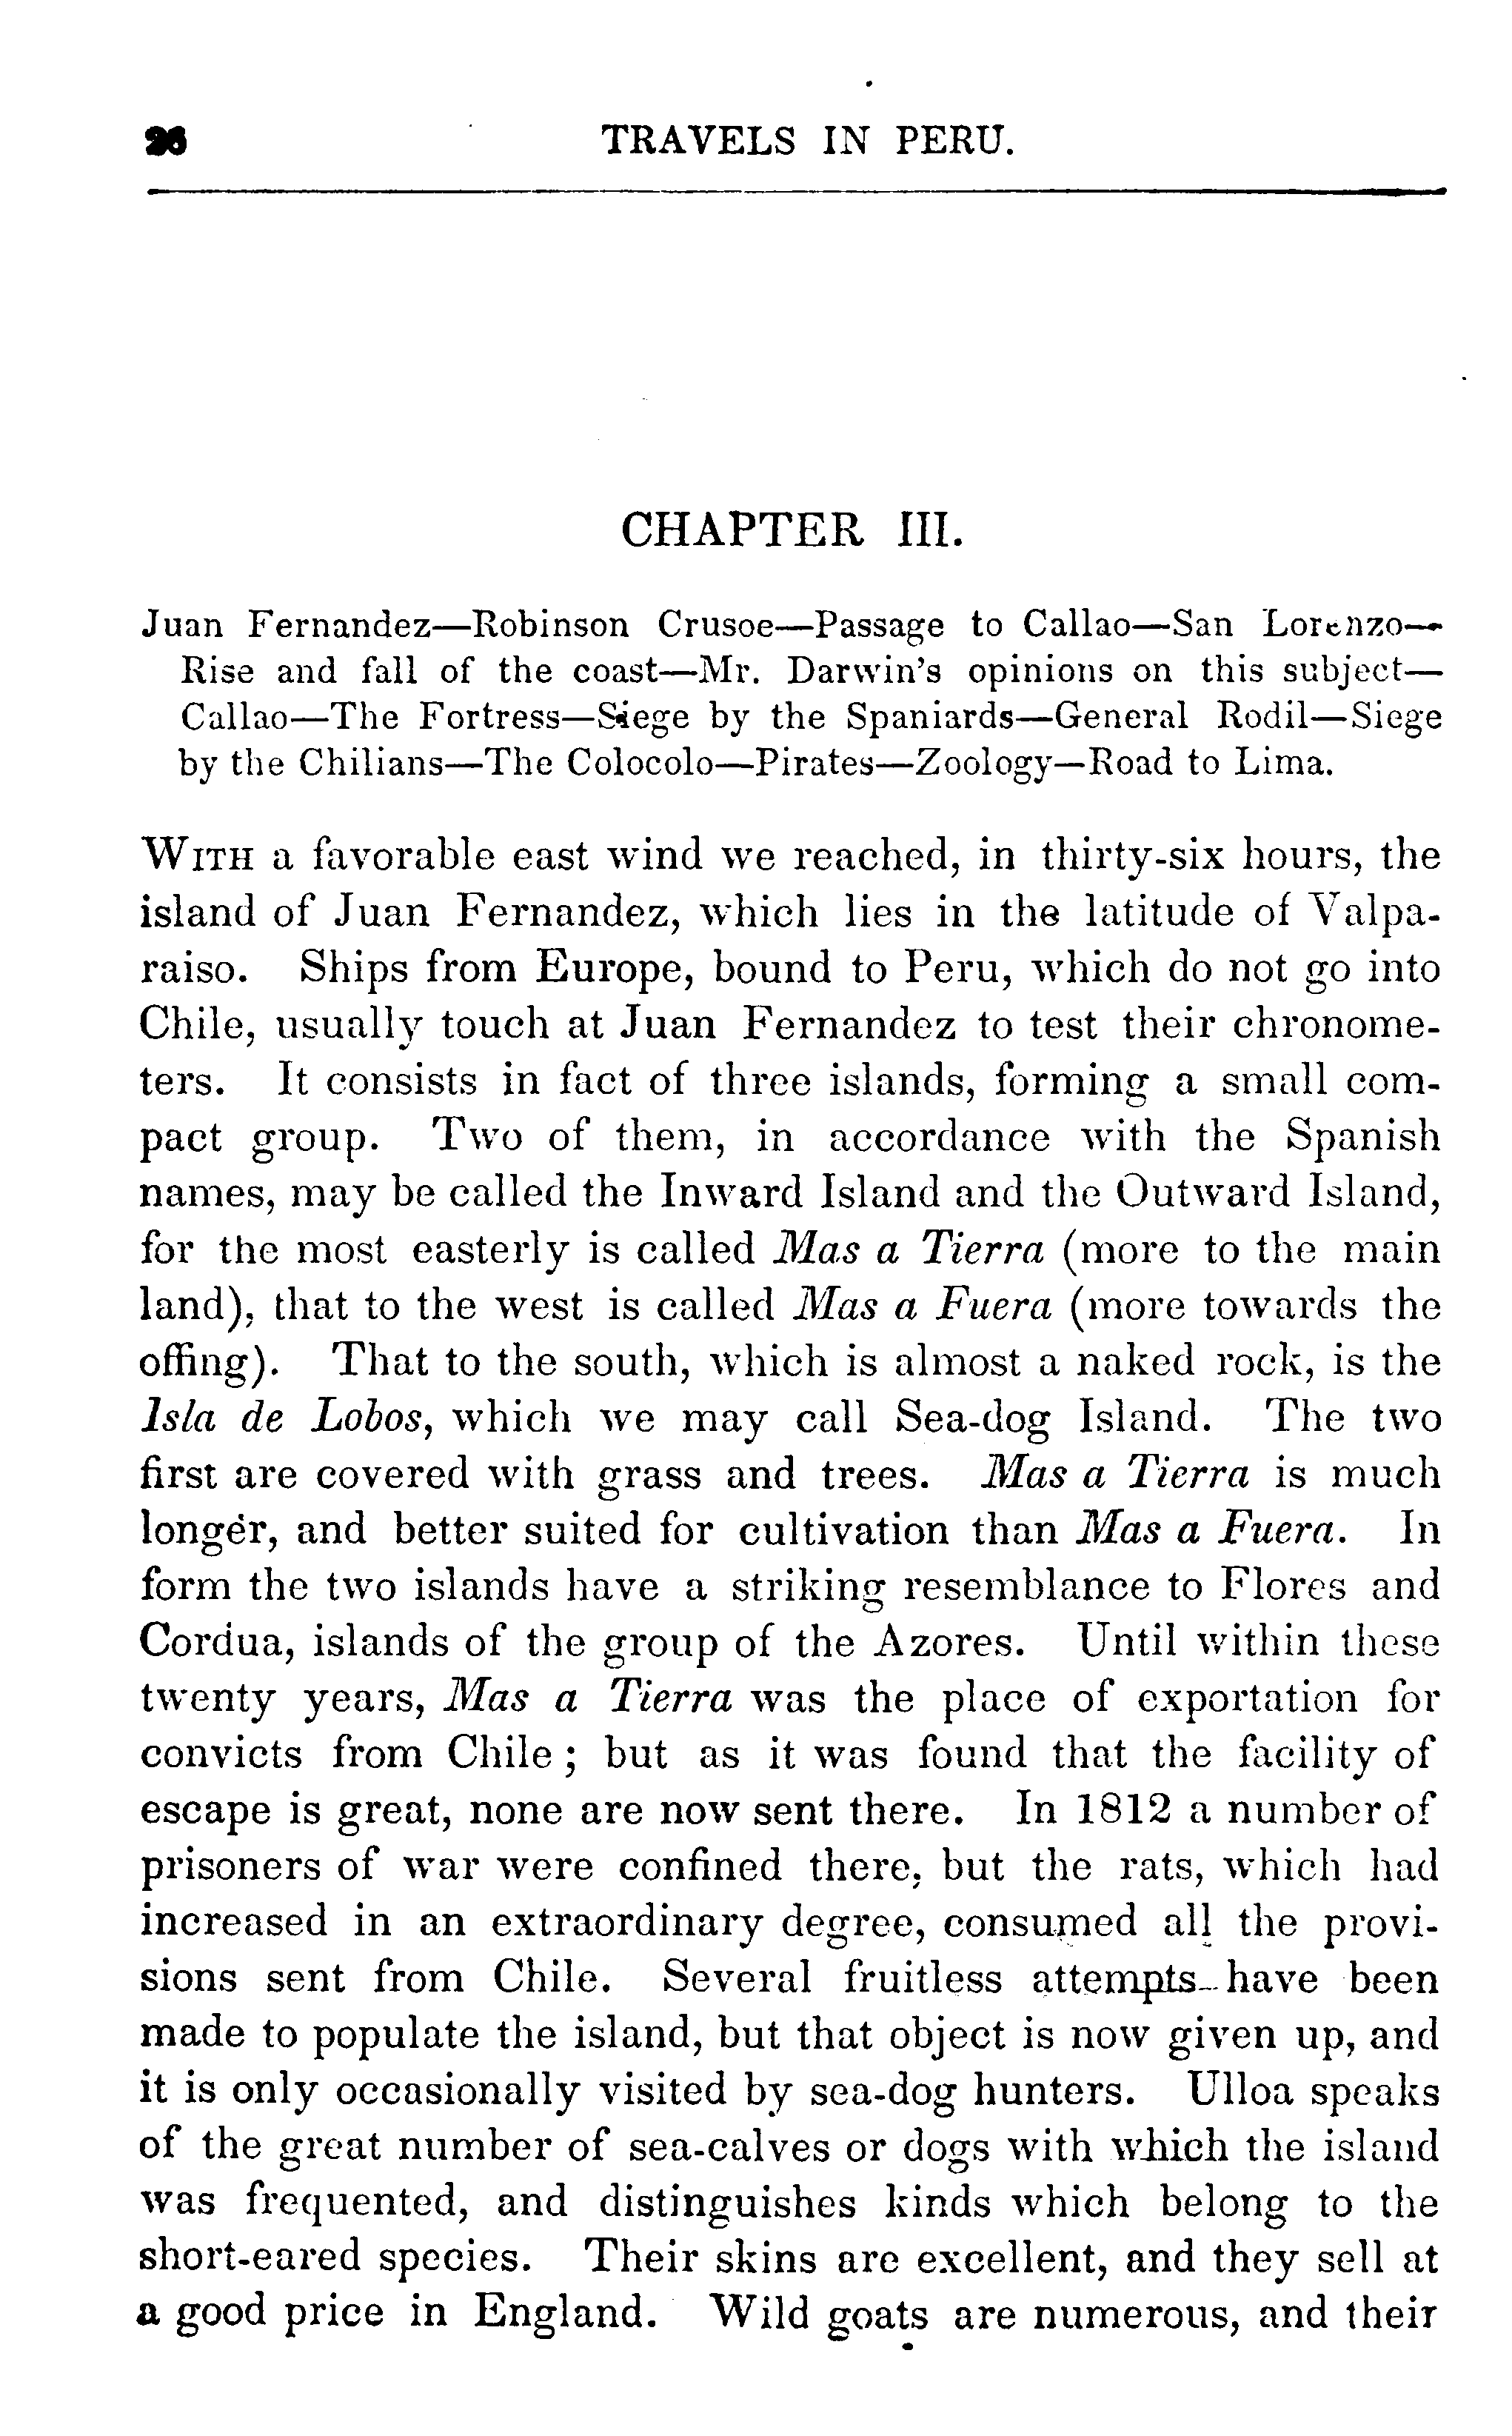 26 TRAVELS IN PERU.
CHAPTER III.
Juan Fernandez—Robinson Crusoe—Passage to Callao—San Lorenzo—
Rise and fall of the coast—Mr. Darwin's opinions on this subject—
Callao—The Fortress—Siege by the Spaniards—General Rodil—Siege
by the Chilians—The Colocolo—Pirates—Zoology—Road to Lima.
WITH a favorable east wind we reached, in thirty-six hours, the
island of Juan Fernandez, which lies in the latitude of Valpa-
raiso. Ships from Europe, bound to Peru, which do not go into
Chile, usually touch at Juan Fernandez to test their chronome-
ters. It consists in fact of three islands, forming a small com-
pact group. Two of them, in accordance with the Spanish
names, may be called the Inward Island and the Outward Island,
for the most easterly is called Mas a Tierra (more to the main
land), that to the west is called Mas a Fuera (more towards the
offing). That to the south, which is almost a naked rock, is the
Isla de Lobos, which we may call Sea-dog Island. The two
first are covered with grass and trees. Mas a Tierra is much
longer, and better suited for cultivation than Mas a Fuera. In
form the two islands have a striking resemblance to Flores and
Cordua, islands of the group of the Azores. Until within these
twenty years, Mas a Tierra was the place of exportation for
convicts from Chile; but as it was found that the facility of
escape is great, none are now sent there. In 1812 a number of
prisoners of war were confined there, but the rats, which had
increased in an extraordinary degree, consumed all the provi-
sions sent from Chile. Several fruitless attempts have been
made to populate the island, but that object is now given up, and
it is only occasionally visited by sea-dog hunters. Ulloa speaks
of the great number of sea-calves or dogs with which the island
was frequented, and distinguishes kinds which belong to the
short-eared species. Their skins are excellent, and they sell at
a good price in England. Wild goats are numerous, and their